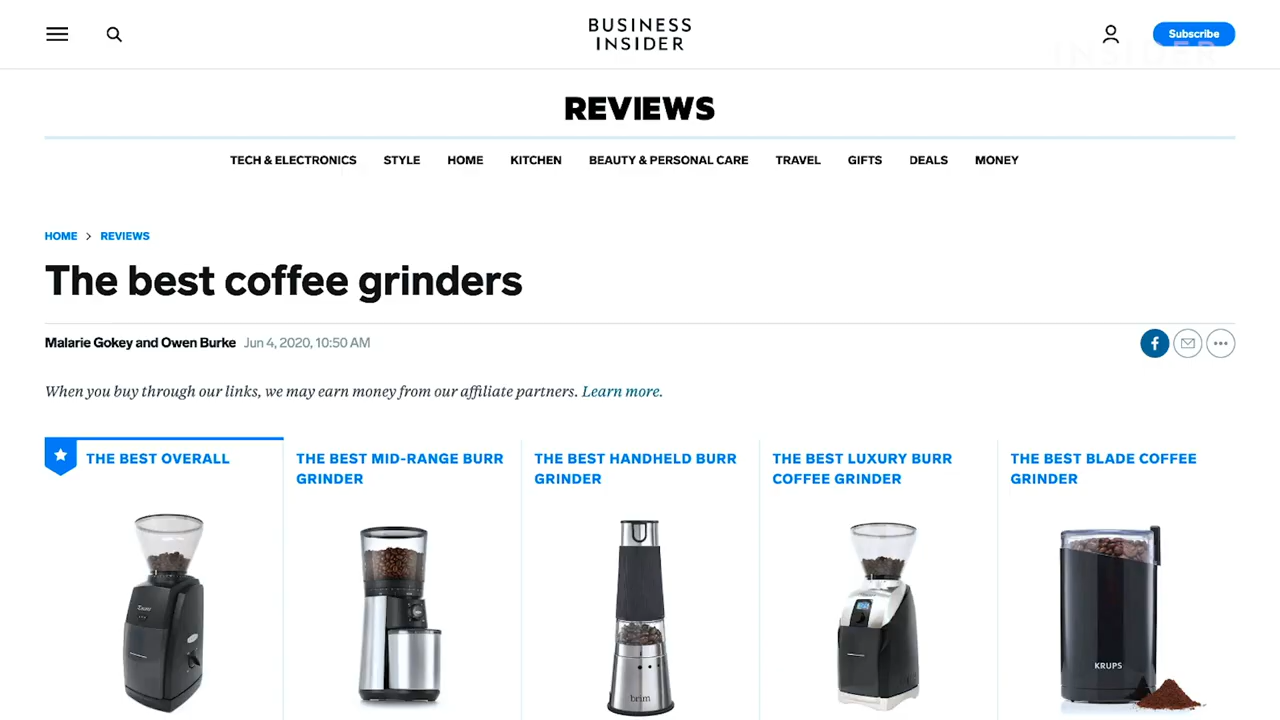 BUSINESS
INSIDER
Subscribe
INSIDER
REVIEWS
TECH & ELECTRONICS STYLE HOME KITCHEN BEAUTY & PERSONAL CARE TRAVEL GIFTS DEALS MONEY
HOME > REVIEWS
The best coffee grinders
Malarie Gokey and Owen Burke Jun 4, 2020, 10:50 AM
When you buy through our links, we may earn money from our affiliate partners. Learn more.
THE BEST OVERALL
THE BEST MID-RANGE BURR
GRINDER
THE BEST HANDHELD BURR
GRINDER
THE BEST LUXURY BURR
COFFEE GRINDER
THE BEST BLADE COFFEE
GRINDER
brim
KRUPS